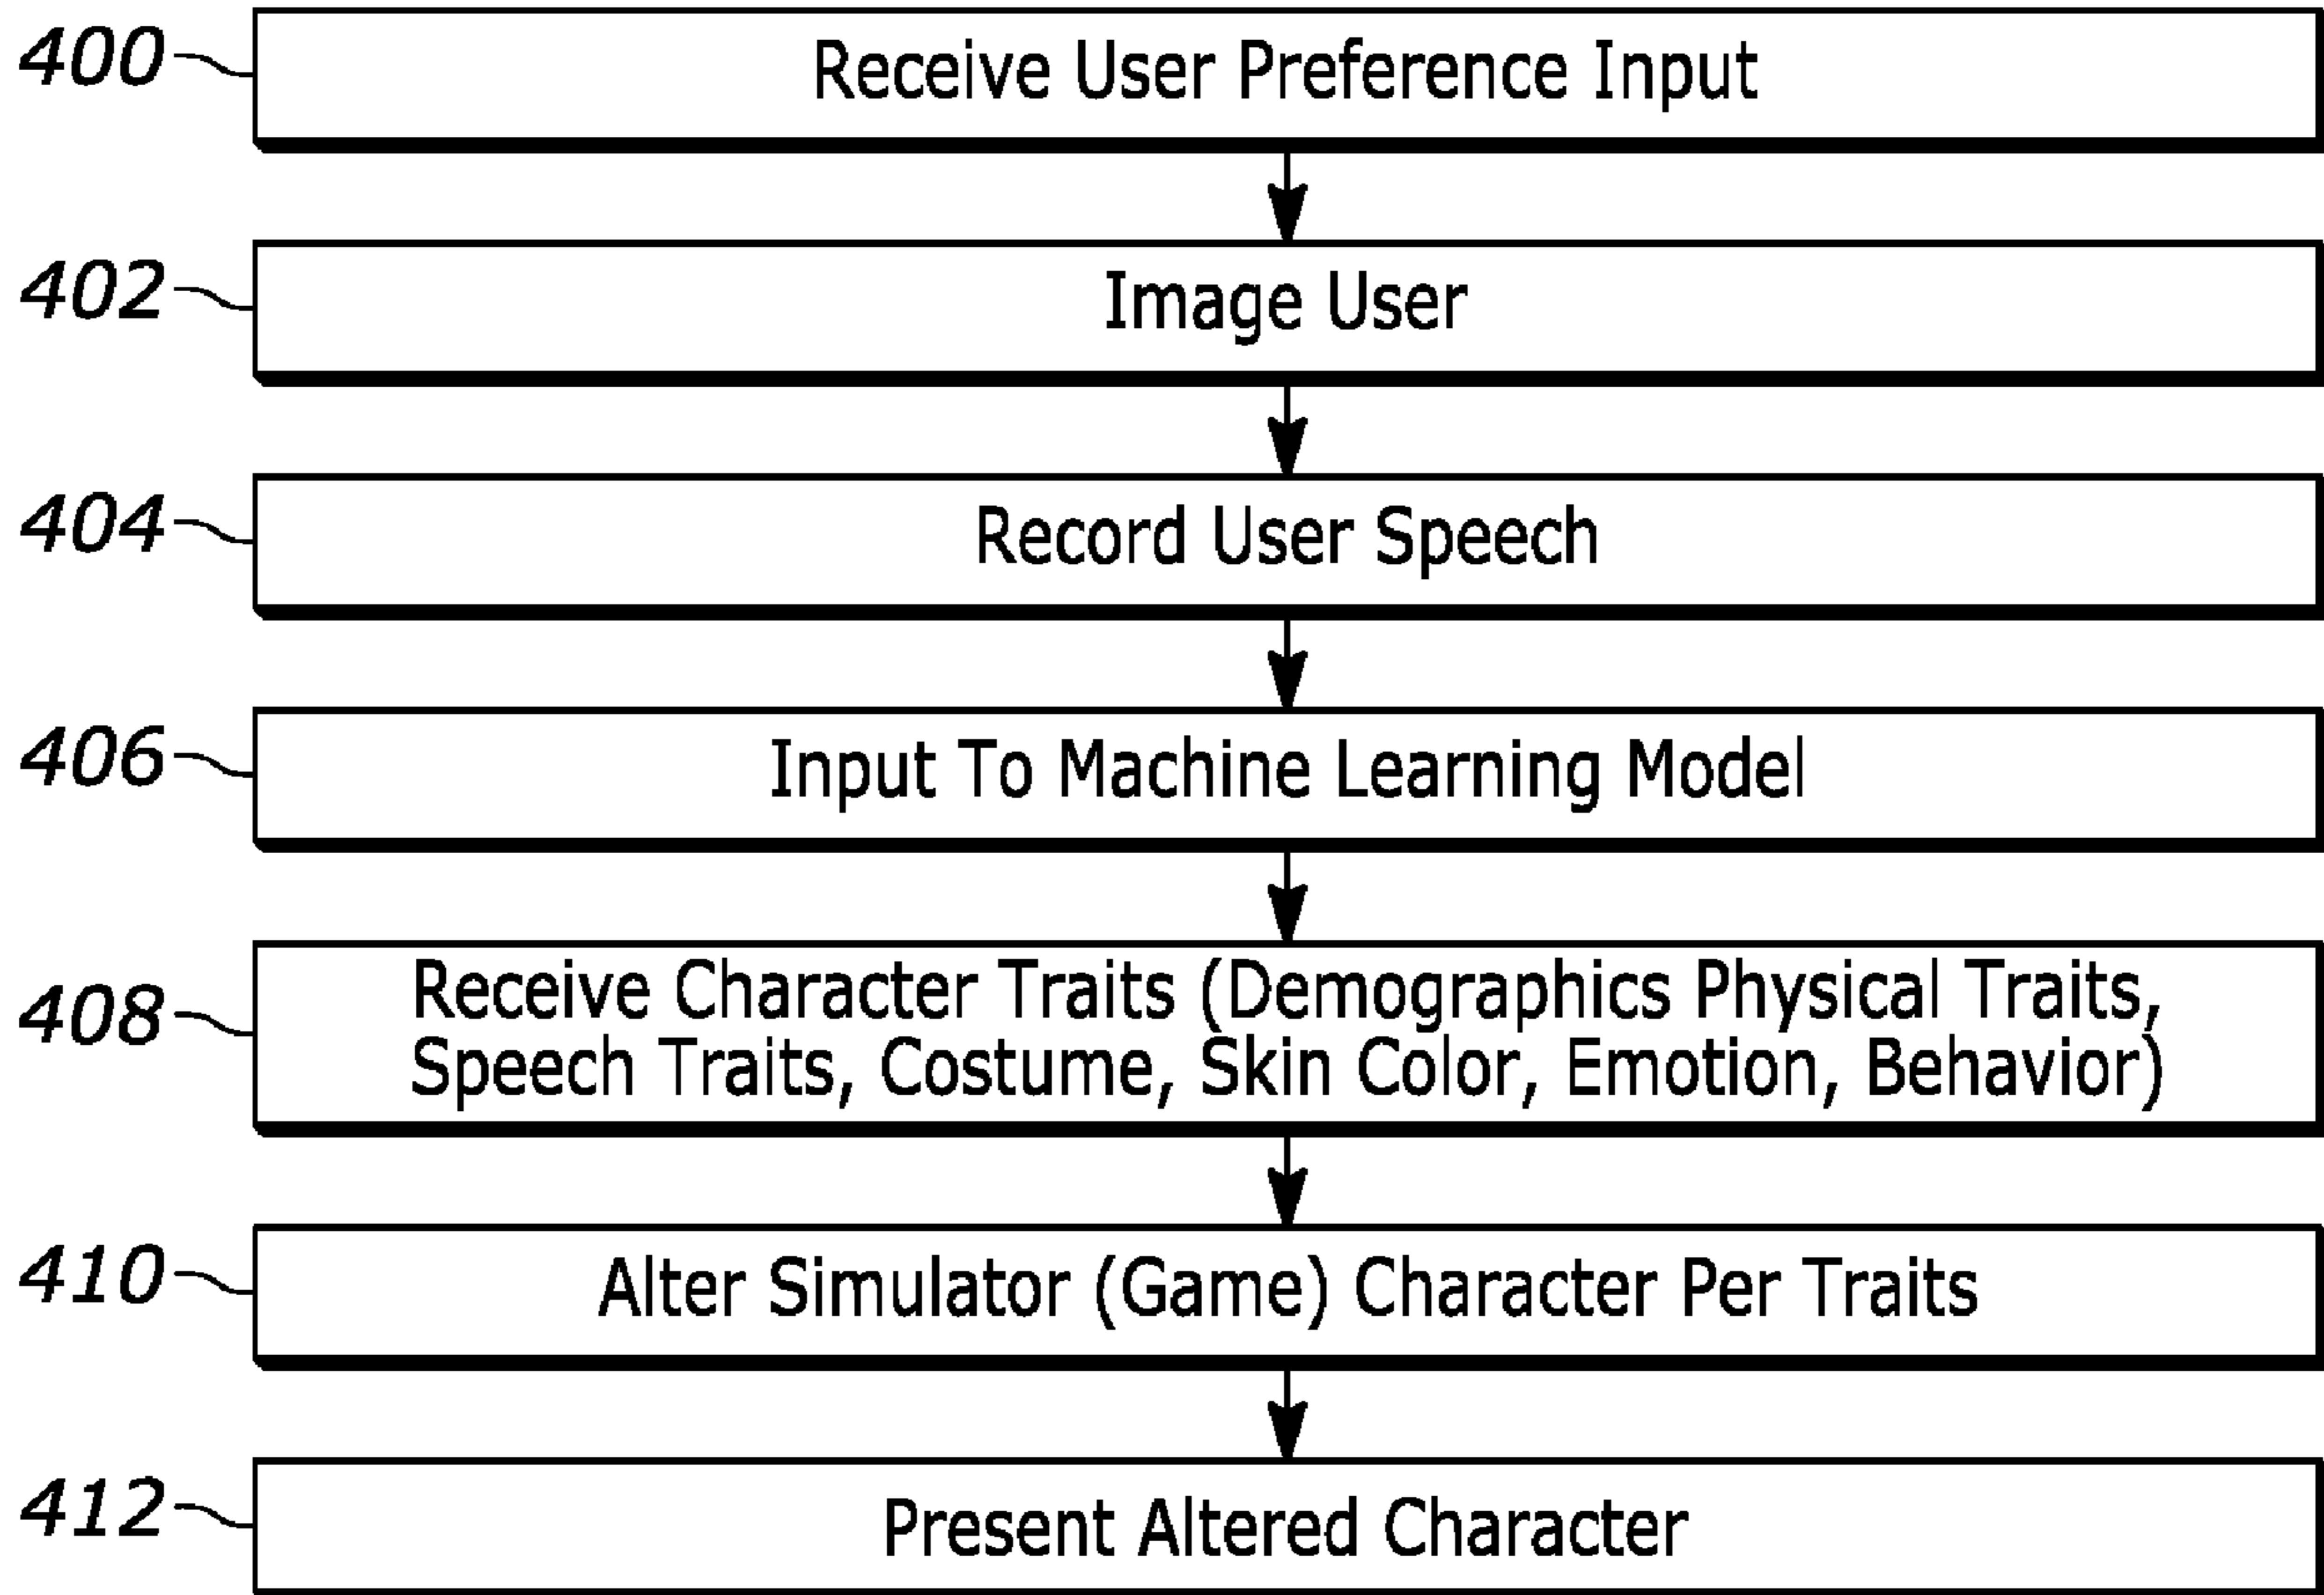 400 Receive User Preference Input
402 Image User
404 Record User Speech
406 Input To Machine Learning Model
408 Receive Character Traits (Demographics Physical Traits,
Speech Traits, Costume, Skin Color, Emotion, Behavior)
410 Alter Simulator (Game) Character Per Traits
412 Present Altered Character